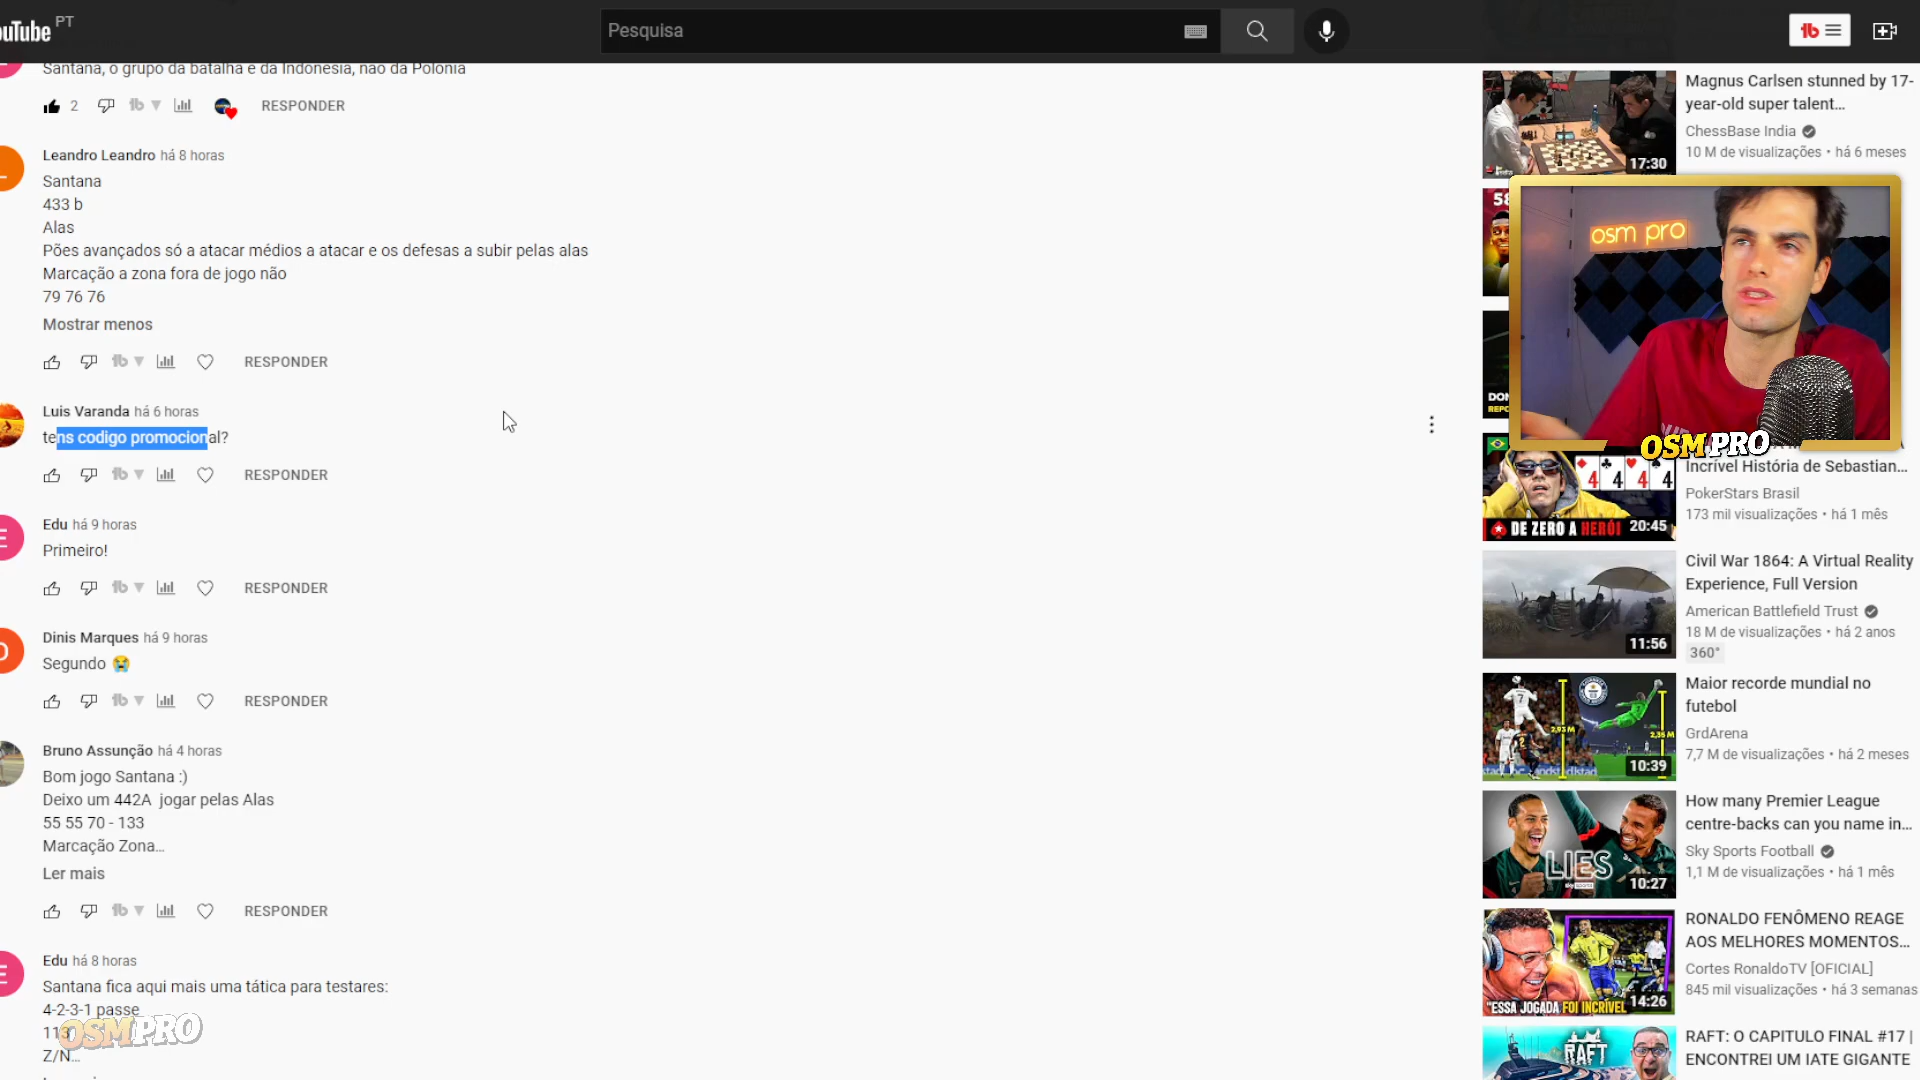 ouTube PT
Pesquisa
Santana, o grupo da batalha é da Indonésia, não da Polónia
2 RESPONDER
Leandro Leandro há 8 horas
Santana
433 b
Alas
Pões avançados só a atacar médios a atacar e os defesas a subir pelas alas
Marcação a zona fora de jogo não
79 76 76
Mostrar menos
RESPONDER
Luis Varanda há 6 horas
tens codigo promocional?
RESPONDER
Edu há 9 horas
Primeiro!
RESPONDER
Dinis Marques há 9 horas
Segundo 😭
RESPONDER
Bruno Assunção há 4 horas
Bom jogo Santana :)
Deixo um 442A jogar pelas Alas
55 55 70 - 133
Marcação Zona...
Ler mais
RESPONDER
Edu há 8 horas
Santana fica aqui mais uma tática para testares:
4-2-3-1 passe
113
Z/N...
OSMPRO
Magnus Carlsen stunned by 17-
year-old super talent...
ChessBase India
10 M de visualizações • há 6 meses
17:30
osm pro
OSM PRO
Incrível História de Sebastian...
PokerStars Brasil
173 mil visualizações • há 1 mês
DE ZERO A HERÓI 20:45
Civil War 1864: A Virtual Reality
Experience, Full Version
American Battlefield Trust
18 M de visualizações • há 2 anos
360°
11:56
Maior recorde mundial no
futebol
GrdArena
7,7 M de visualizações • há 2 meses
2,93 M
10:39
How many Premier League
centre-backs can you name in...
Sky Sports Football
1,1 M de visualizações • há 1 mês
LIES
10:27
RONALDO FENÔMENO REAGE
AOS MELHORES MOMENTOS...
Cortes RonaldoTV [OFICIAL]
845 mil visualizações • há 3 semanas
"ESSA JOGADA FOI INCRÍVEL 14:26
RAFT: O CAPITULO FINAL #17 |
ENCONTREI UM IATE GIGANTE
RAFT